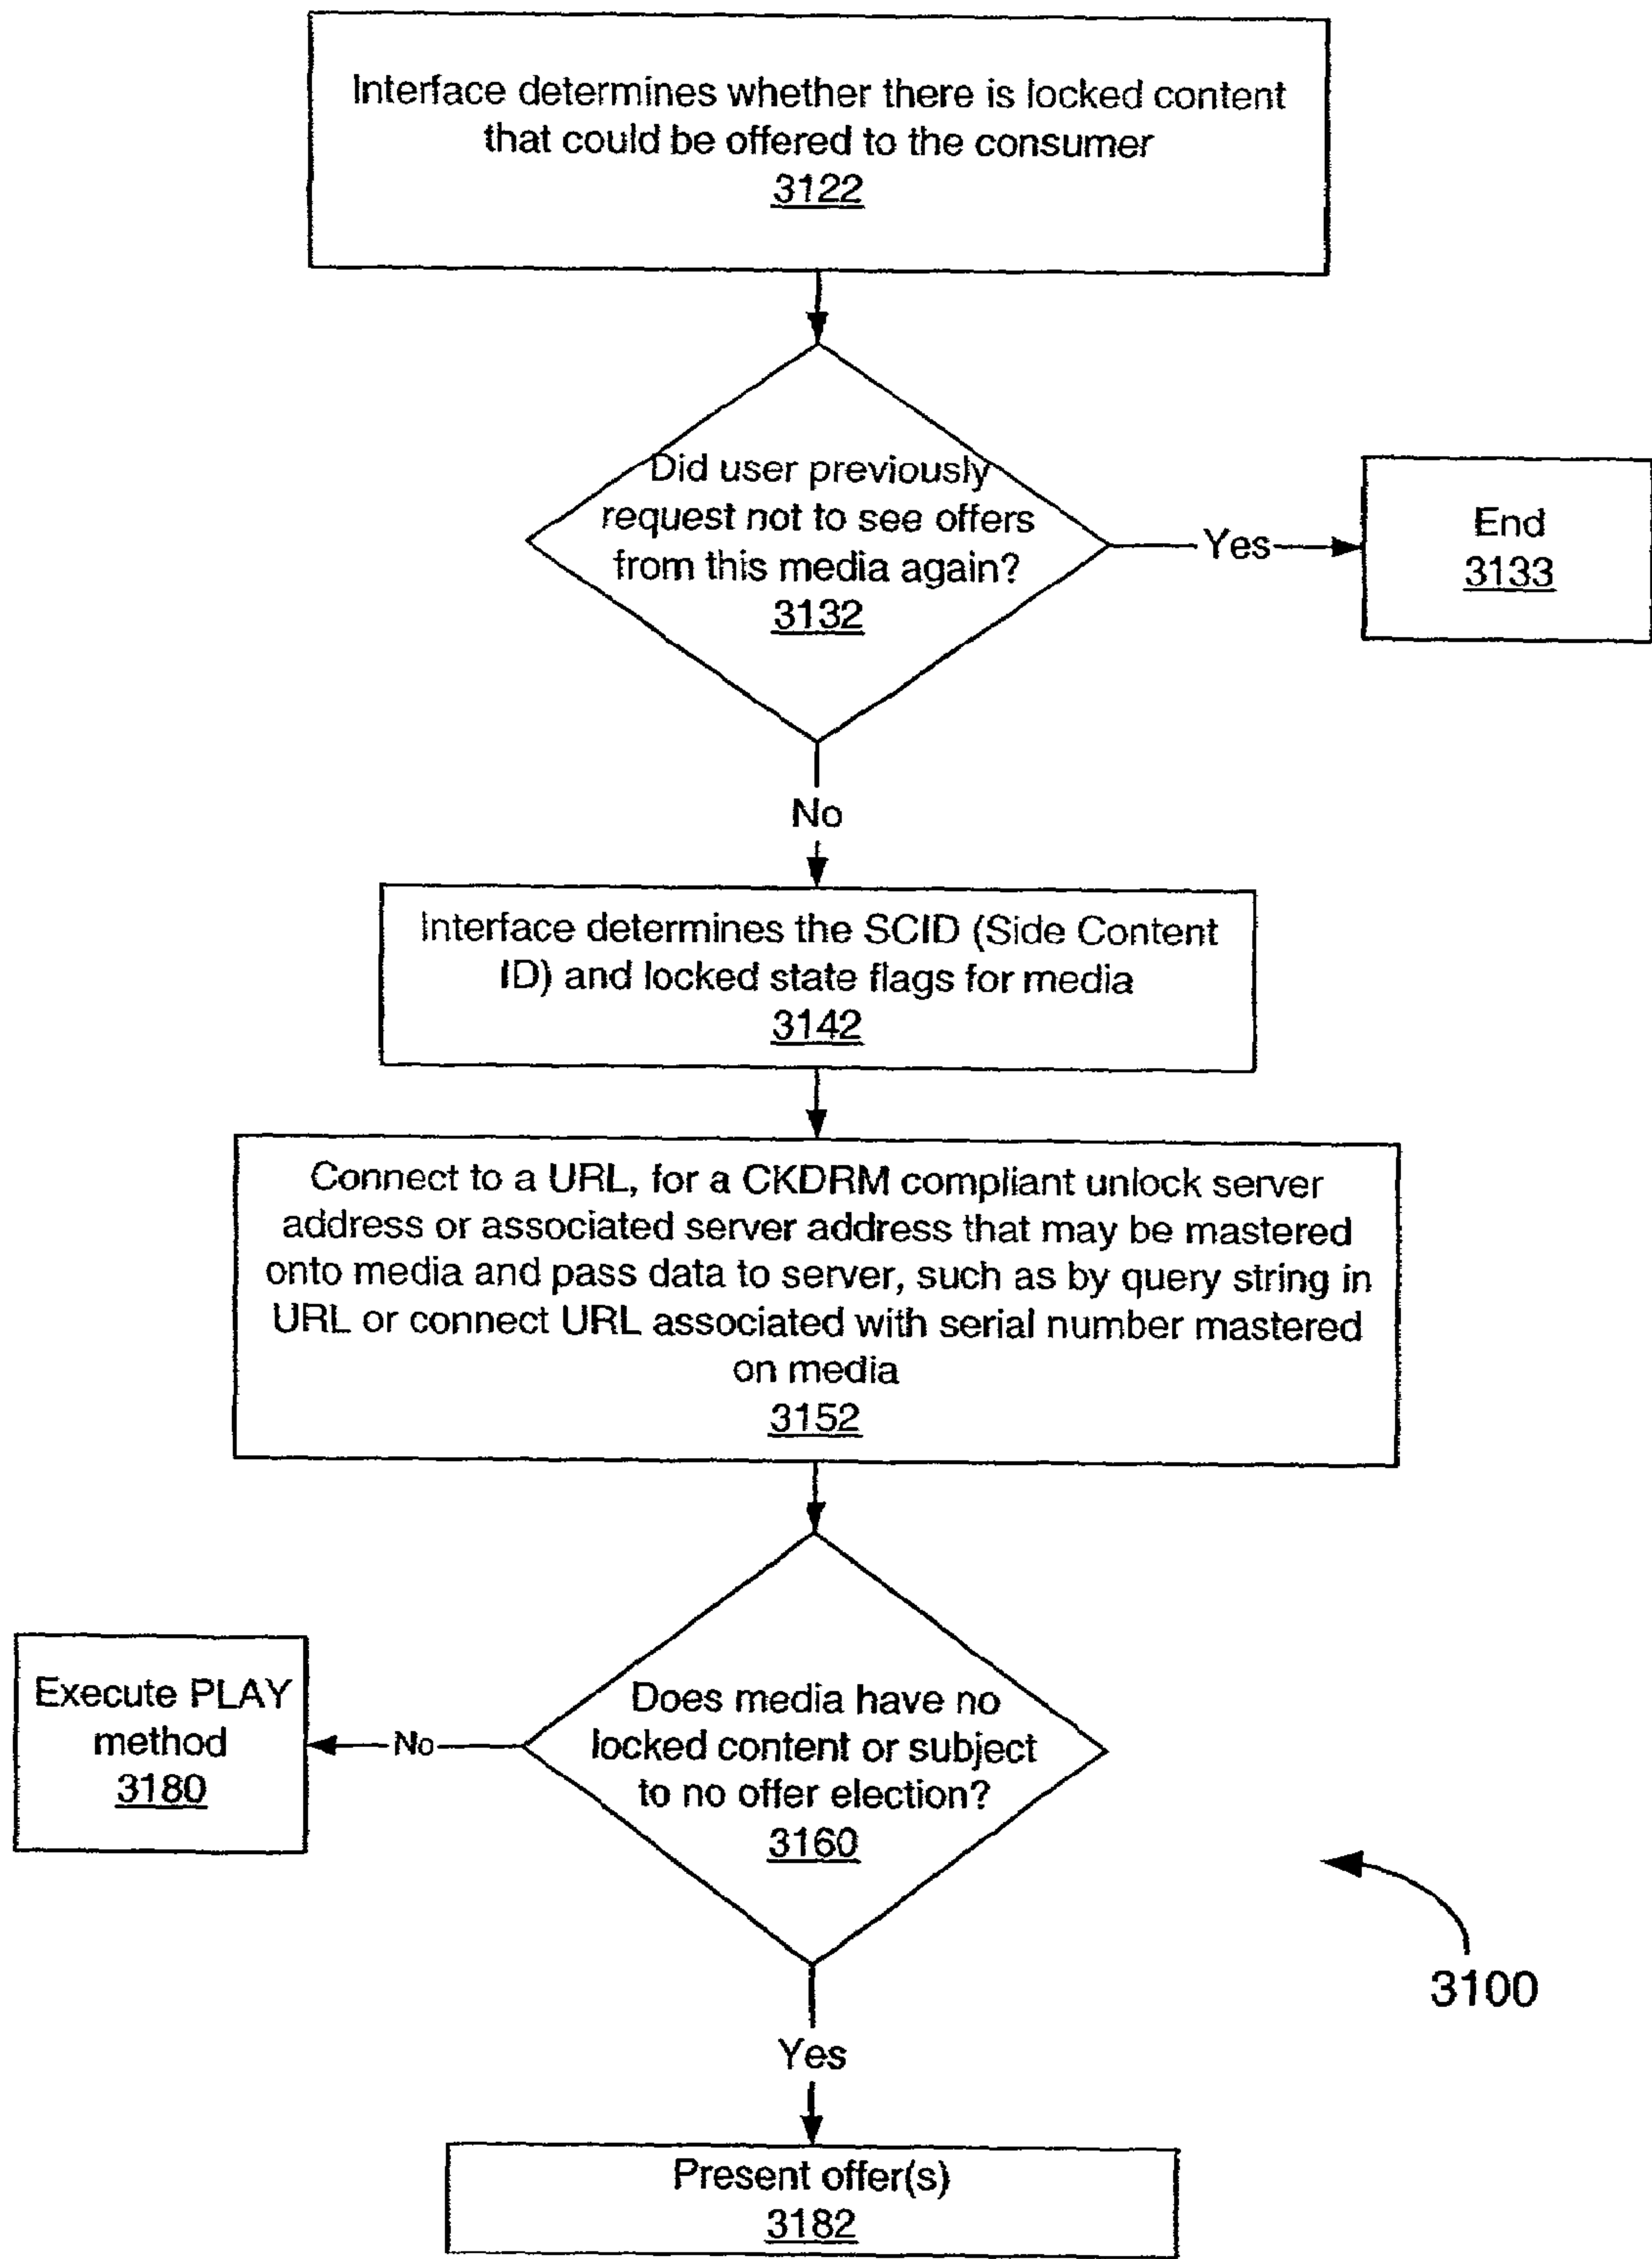 Interface determines whether there is locked content
that could be offered to the consumer
3122
Did user previously
request not to see offers
from this media again?
3132
Yes
End
3133
No
Interface determines the SCID (Side Content
ID) and locked state flags for media
3142
Connect to a URL, for a CKDRM compliant unlock server
address or associated server address that may be mastered
onto media and pass data to server, such as by query string in
URL or connect URL associated with serial number mastered
on media
3152
Execute PLAY
method
3180
No
Does media have no
locked content or subject
to no offer election?
3160
3100
Yes
Present offer(s)
3182